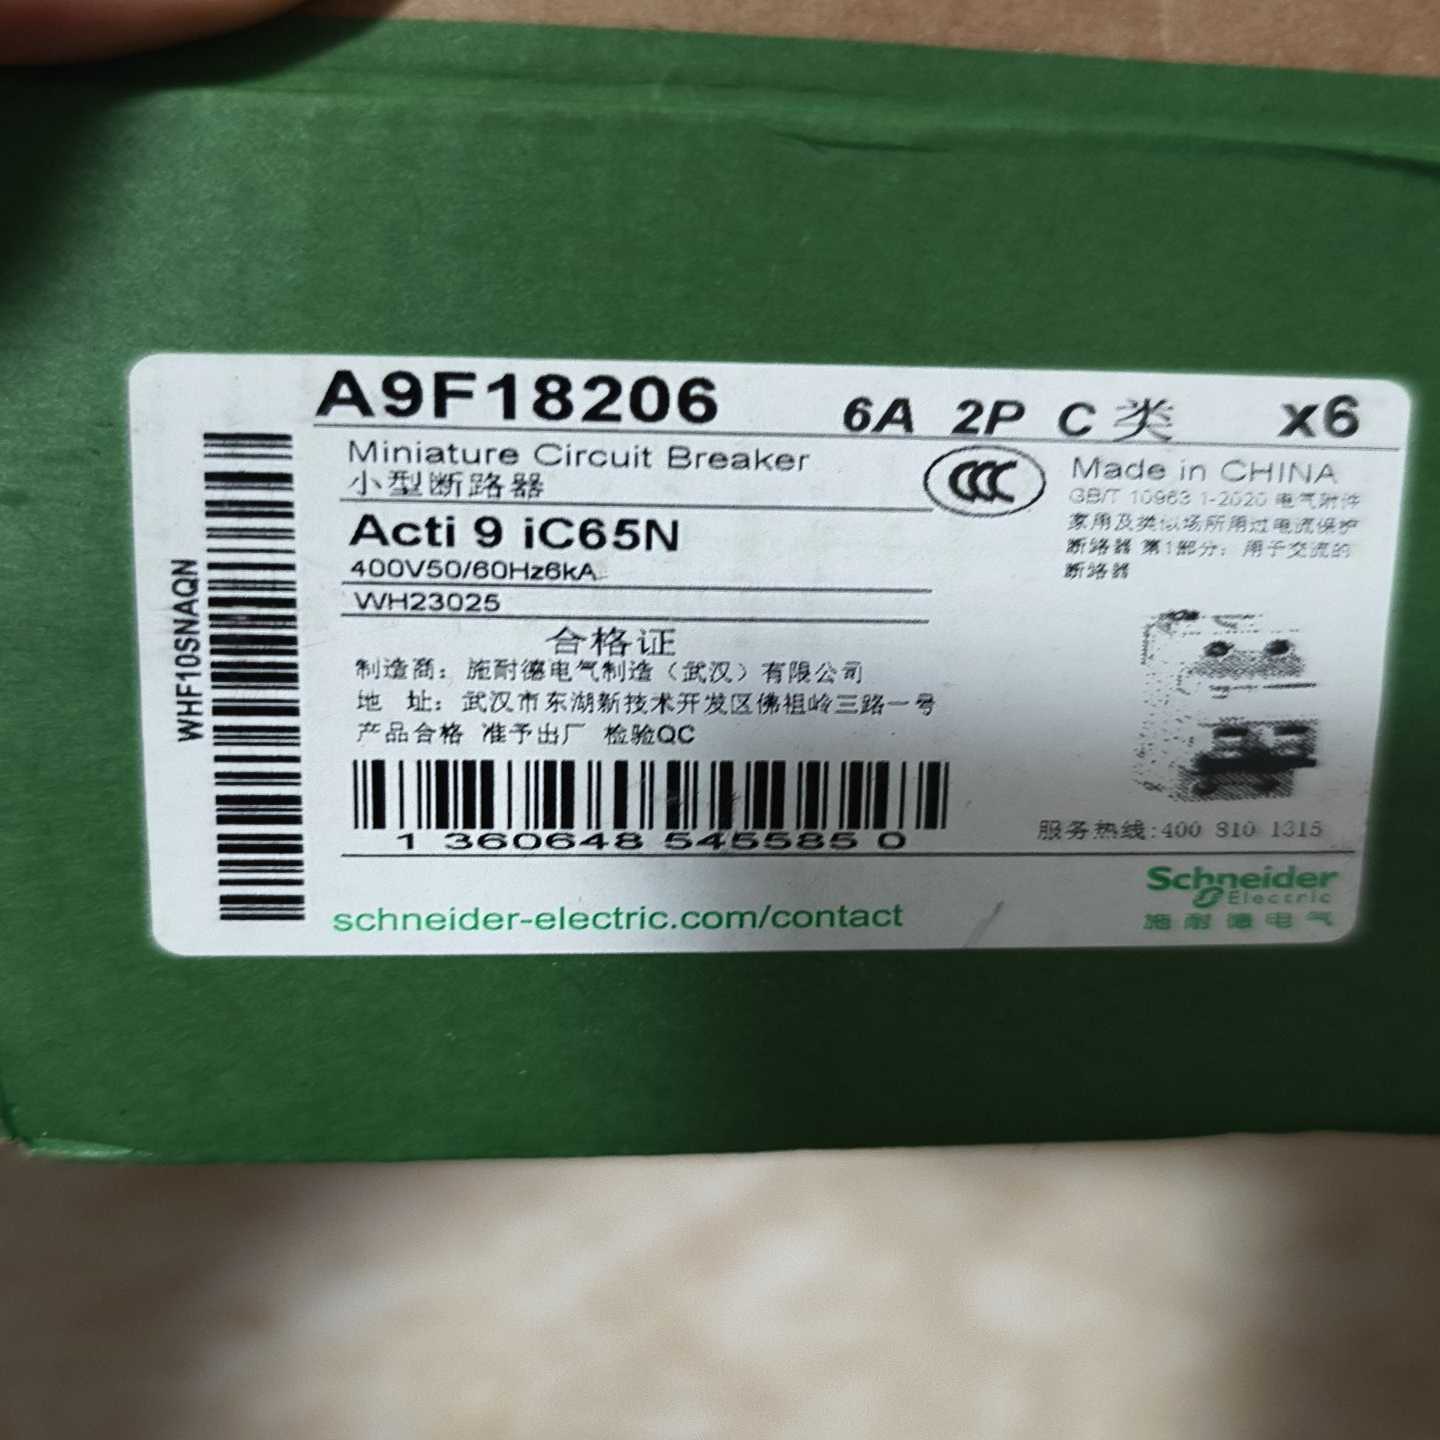 A9F18206 6A 2P C类 x6
Miniature Circuit Breaker
小型断路器
CCC
Made in CHINA
GB/T 10963.1-2020 电气附件
家用及类似场所用过电流保护
断路器 第1部分：用于交流的
断路器
Acti 9 iC65N
400V50/60Hz6kA
WH23025
合格证
制造商：施耐德电气制造（武汉）有限公司
地 址：武汉市东湖新技术开发区佛祖岭三路一号
产品合格 准予出厂 检验QC
1 3606485455850
服务热线:400 810 1315
schneider-electric.com/contact
Schneider
Electric
施耐德电气
WHF10SNAQN